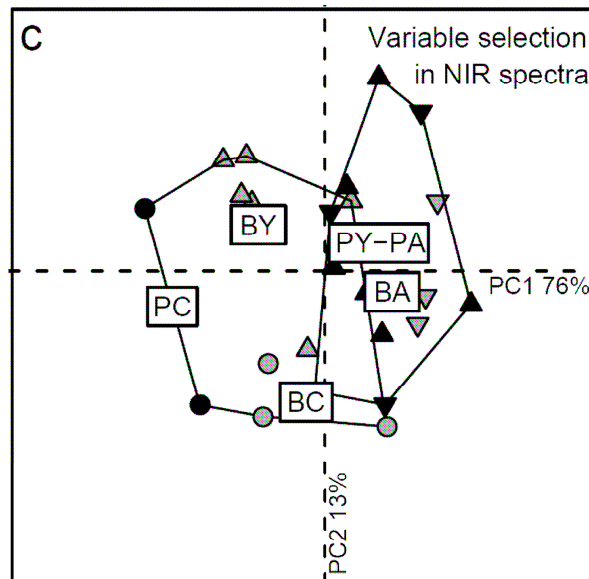 C
Variable selection
in NIR spectra
BY
PY−PA
PC
BA
PC1 76%
BC
PC2 13%